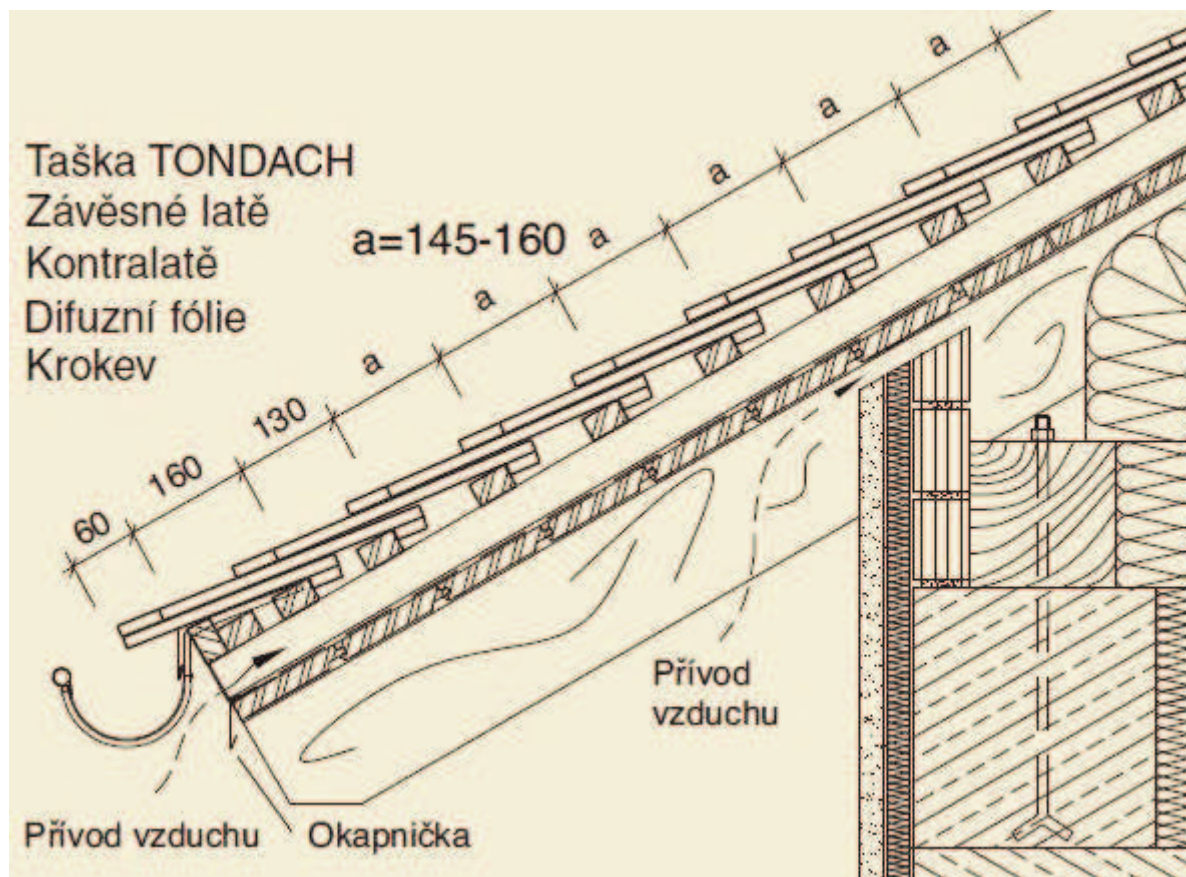 Taška TONDACH
Závěsné latě
Kontralatě
Difuzní fólie
Krokev
a=145-160
60
160
130
a
a
a
a
a
a
a
Přívod
vzduchu
Přívod vzduchu
Okapnička